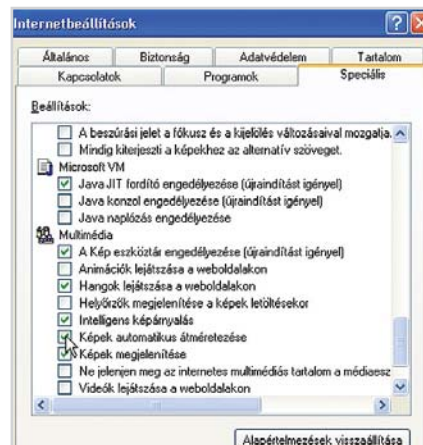 Internetbeállítások
Általános Biztonság Adatvédelem Tartalom
Kapcsolatok Programok Speciális
Beállítások:
A beszúrási jelet a fókusz és a kijelölés változásaival mozgatja.
Mindig kiterjeszti a képekhez az alternatív szöveget.
Microsoft VM
Java JIT fordító engedélyezése (újraindítást igényel)
Java konzol engedélyezése (újraindítást igényel)
Java naplózás engedélyezése
Multimédia
A Kép eszköztár engedélyezése (újraindítást igényel)
Animációk lejátszása a weboldalakon
Hangok lejátszása a weboldalakon
Helyőrzők megjelenítése a képek letöltésekor
Intelligens képárnyalás
Képek automatikus átméretezése
Képek megjelenítése
Ne jelenjen meg az internetes multimédiás tartalom a médiaesz
Videók lejátszása a weboldalakon
Alapértelmezések visszaállítása